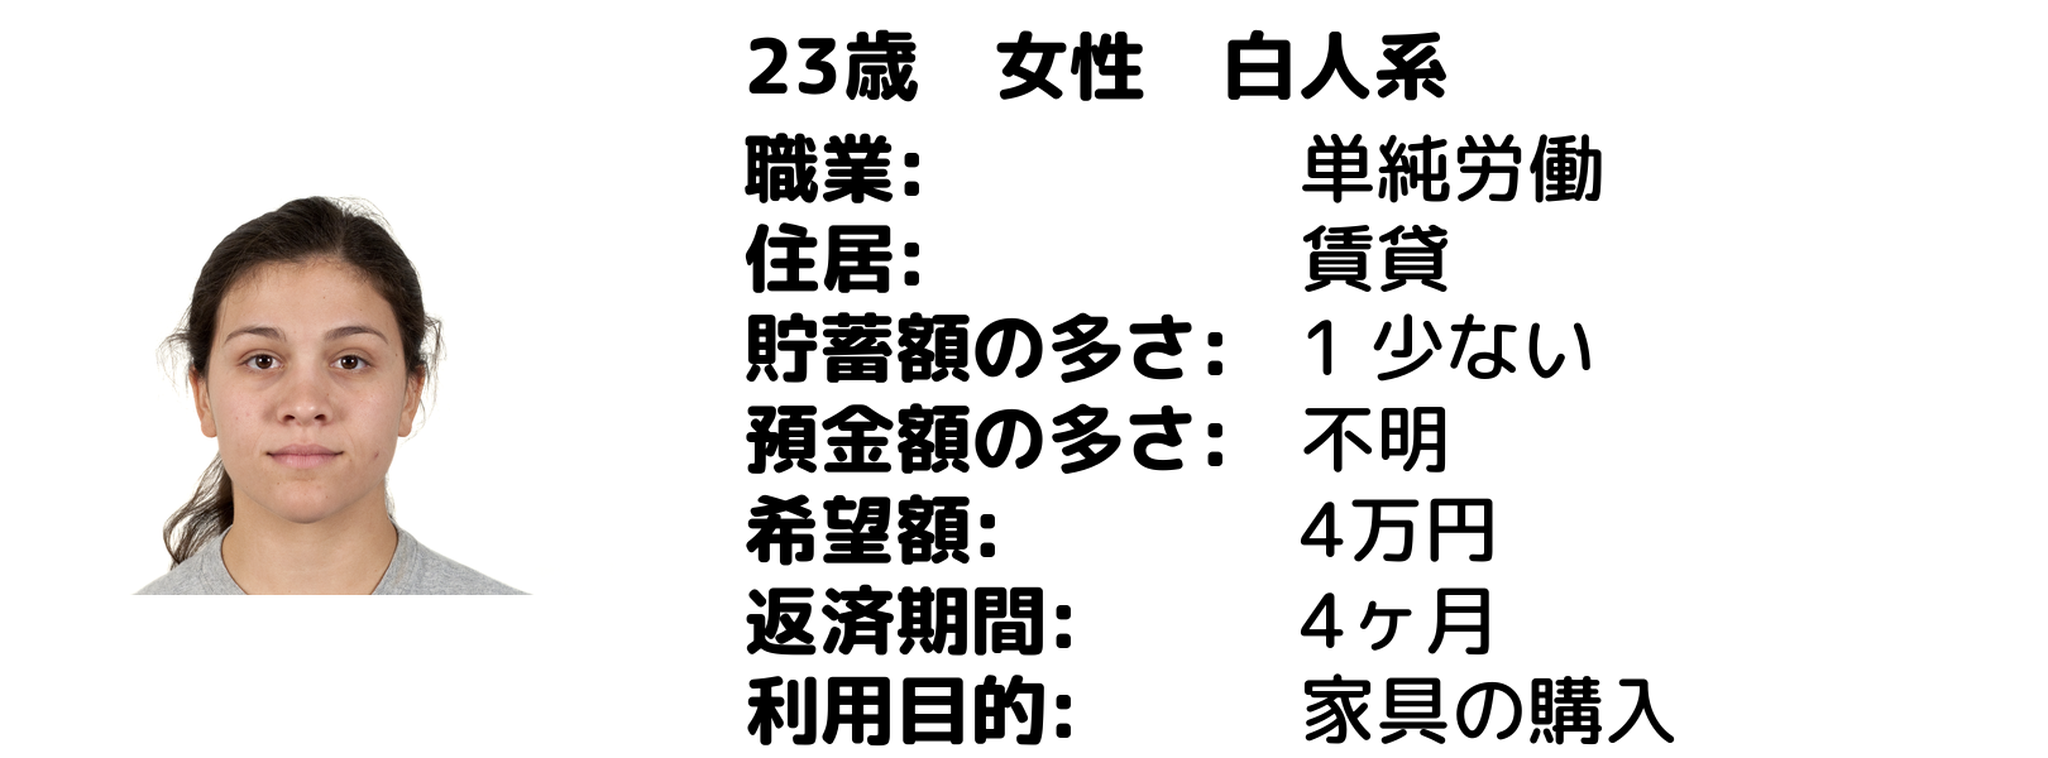 23歳　女性　白人系
職業: 単純労働
住居: 賃貸
貯蓄額の多さ: 1 少ない
預金額の多さ: 不明
希望額: 4万円
返済期間: 4ヶ月
利用目的: 家具の購入